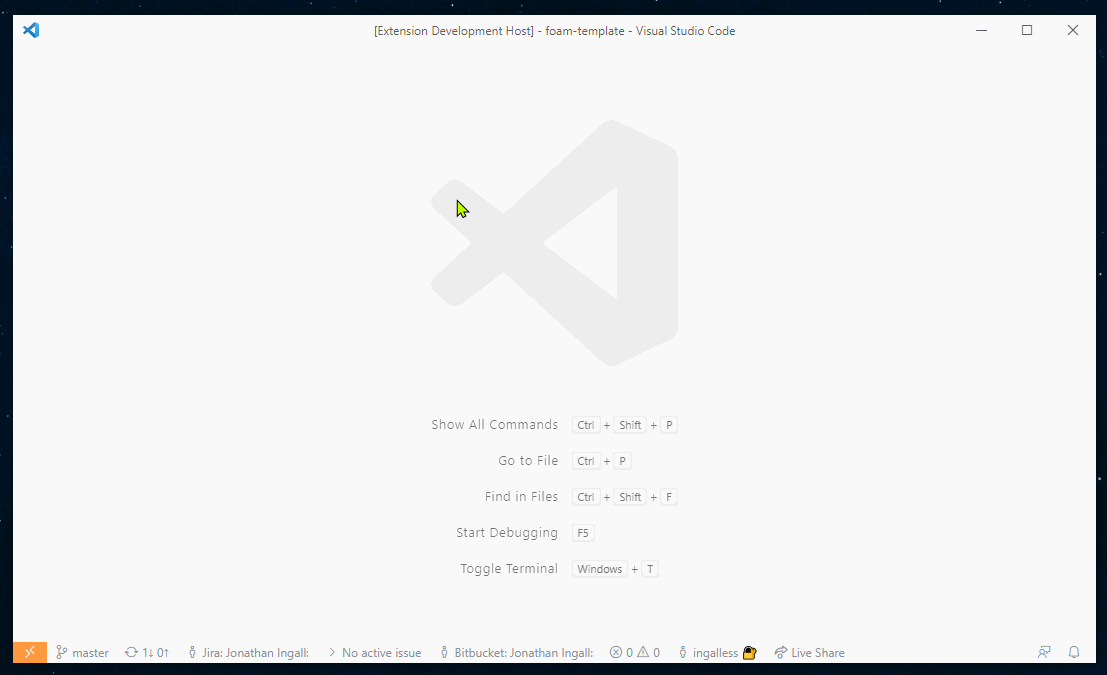 [Extension Development Host] - foam-template - Visual Studio Code
Show All Commands Ctrl + Shift + P
Go to File Ctrl + P
Find in Files Ctrl + Shift + F
Start Debugging F5
Toggle Terminal Windows + T
master 1↓ 0↑ Jira: Jonathan Ingall: No active issue Bitbucket: Jonathan Ingall: 0 0 ingalless Live Share